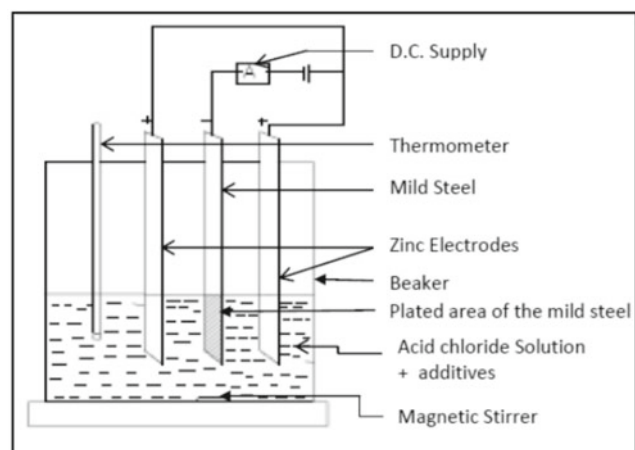 D.C. Supply
A
+
−
+
Thermometer
Mild Steel
Zinc Electrodes
Beaker
Plated area of the mild steel
Acid chloride Solution
+ additives
Magnetic Stirrer